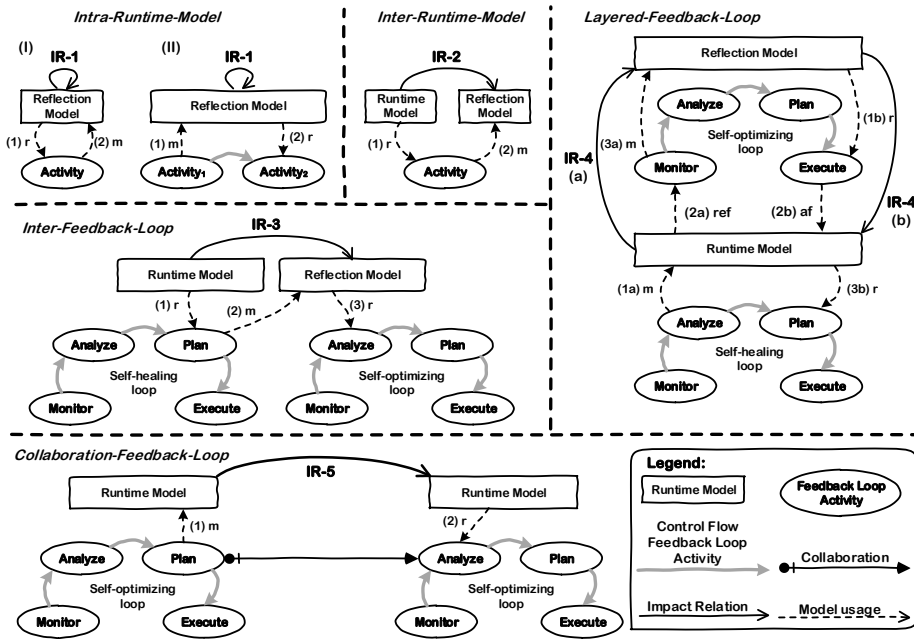 Intra-Runtime-Model
(I)
IR-1
Reflection
Model
(1) r
(2) m
Activity
(II)
IR-1
Reflection Model
(1) m
(2) r
Activity₁
Activity₂
Inter-Runtime-Model
IR-2
Runtime
Model
Reflection
Model
(1) r
(2) m
Activity
Layered-Feedback-Loop
Reflection Model
Analyze
Plan
(1b) r
(3a) m
Self-optimizing
loop
IR-4
(a)
Monitor
Execute
IR-4
(b)
(2a) ref
(2b) af
Runtime Model
(1a) m
(3b) r
Analyze
Plan
Self-healing
loop
Monitor
Execute
Inter-Feedback-Loop
IR-3
Runtime Model
Reflection Model
(1) r
(2) m
(3) r
Analyze
Plan
Self-healing
loop
Monitor
Execute
Analyze
Plan
Self-optimizing
loop
Monitor
Execute
Collaboration-Feedback-Loop
IR-5
Runtime Model
Runtime Model
(1) m
(2) r
Analyze
Plan
Self-optimizing
loop
Monitor
Execute
Analyze
Plan
Self-optimizing
loop
Monitor
Execute
Legend:
Runtime Model
Feedback Loop
Activity
Control Flow
Feedback Loop
Activity
Collaboration
Impact Relation
Model usage